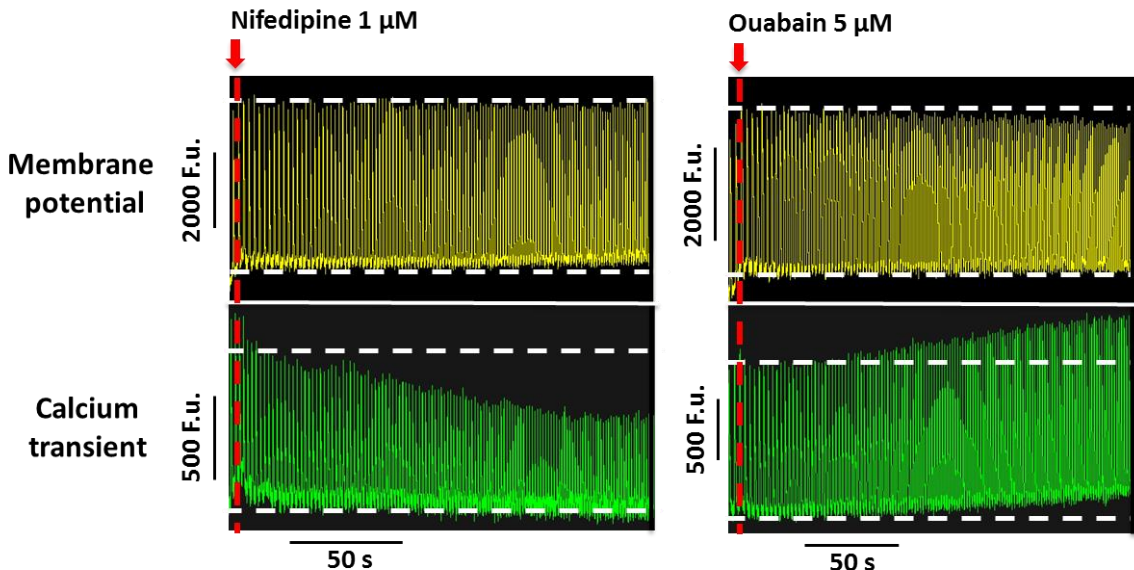 Nifedipine 1 µM
Ouabain 5 µM
Membrane
potential
2000 F.u.
2000 F.u.
Calcium
transient
500 F.u.
500 F.u.
50 s
50 s